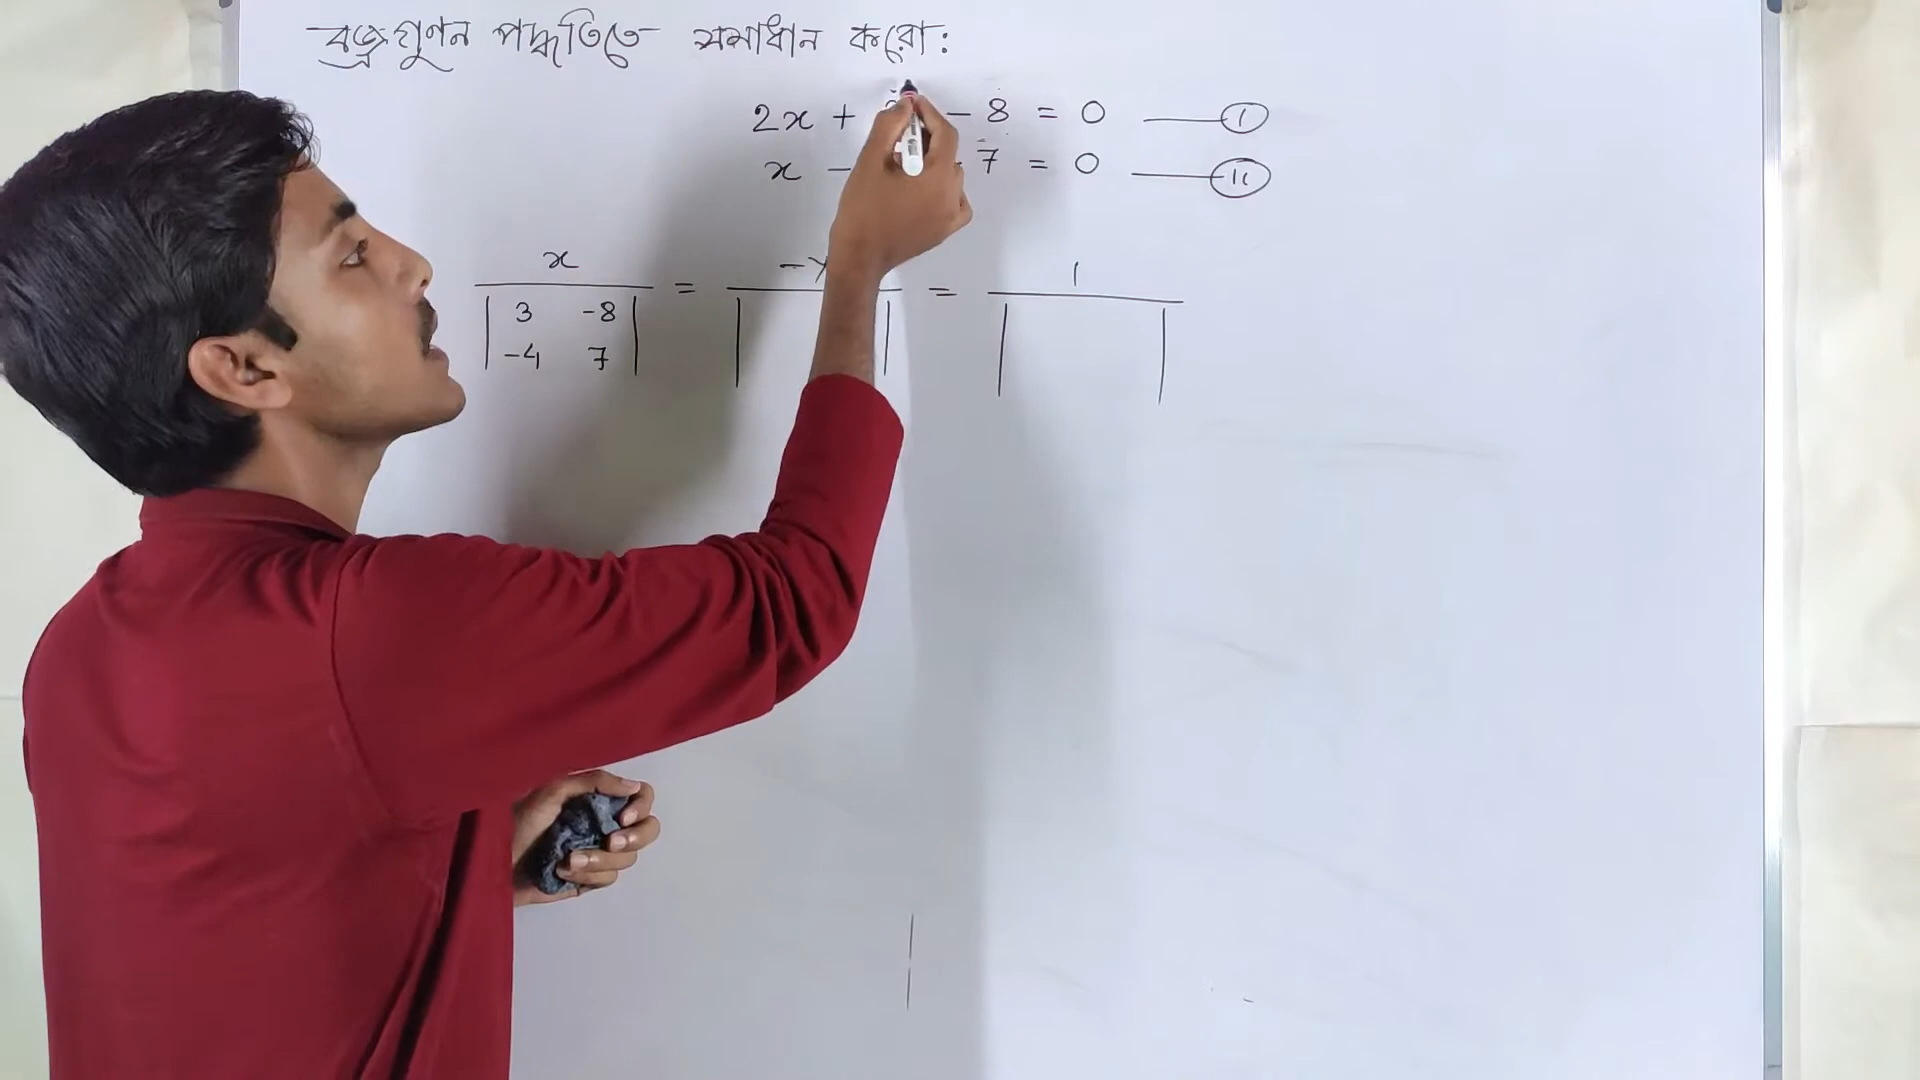 বজ্রগুণন পদ্ধতিতে সমাধান করো:
2x + - 8 = 0 — I
x - 7 = 0 — II
x = -y = 1
3 -8
-4 7